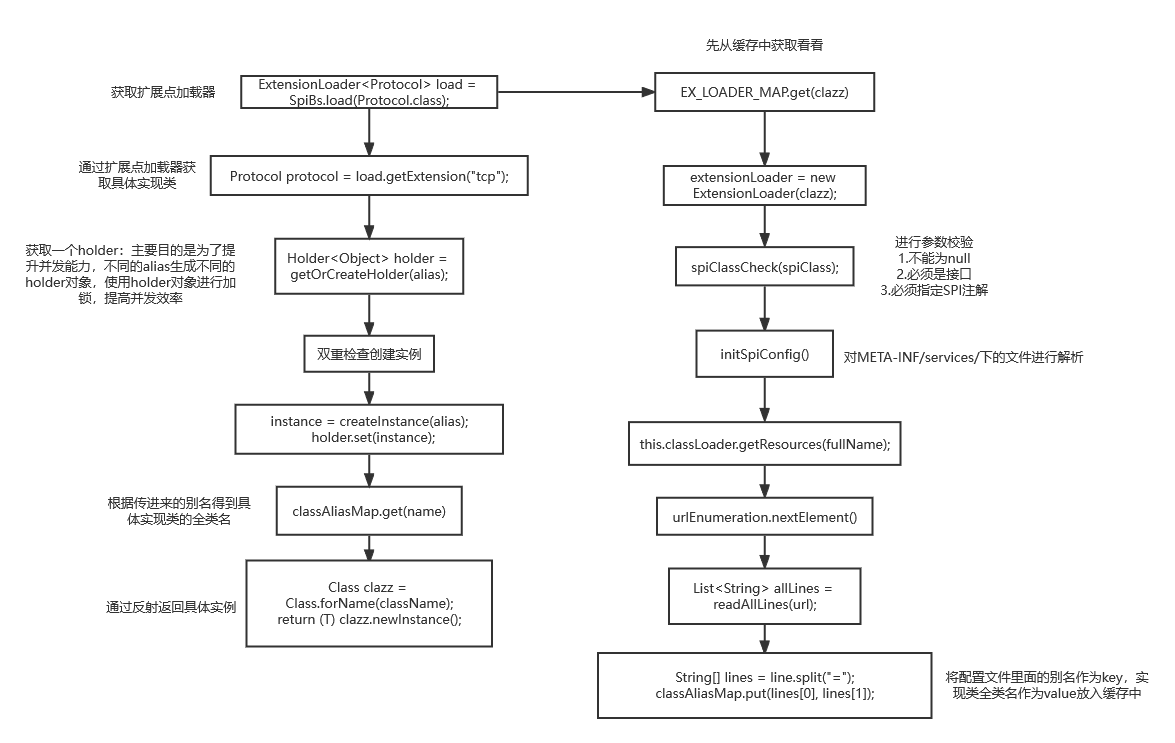 先从缓存中获取看看
获取扩展点加载器
ExtensionLoader<Protocol> load =
SpiBs.load(Protocol.class);
EX_LOADER_MAP.get(clazz)
通过扩展点加载器获
取具体实现类
Protocol protocol = load.getExtension("tcp");
extensionLoader = new
ExtensionLoader(clazz);
获取一个holder：主要目的是为了提
升并发能力，不同的alias生成不同的
holder对象，使用holder对象进行加
锁，提高并发效率
Holder<Object> holder =
getOrCreateHolder(alias);
spiClassCheck(spiClass);
进行参数校验
1.不能为null
2.必须是接口
3.必须指定SPI注解
双重检查创建实例
initSpiConfig()
对META-INF/services/下的文件进行解析
instance = createInstance(alias);
holder.set(instance);
this.classLoader.getResources(fullName);
根据传进来的别名得到具
体实现类的全类名
classAliasMap.get(name)
urlEnumeration.nextElement()
通过反射返回具体实例
Class clazz =
Class.forName(className);
return (T) clazz.newInstance();
List<String> allLines =
readAllLines(url);
String[] lines = line.split("=");
classAliasMap.put(lines[0], lines[1]);
将配置文件里面的别名作为key，实
现类全类名作为value放入缓存中